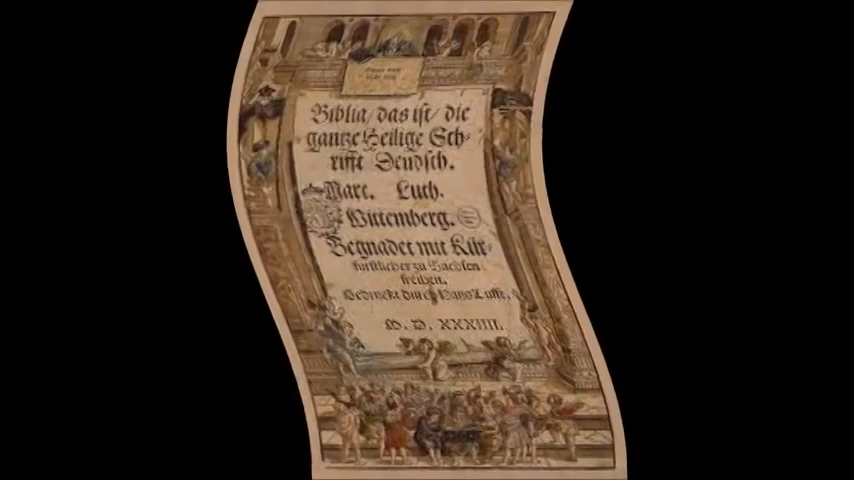 Biblia/ das ist/ die
gantze Heilige Sch-
rifft Deudsch.
Mart. Luth.
Wittemberg.
Begnadet mit Kür-
fürstlicher zu Sachsen
freiheit.
Gedruckt durch Hans Lufft.
M. D. XXXIIII.